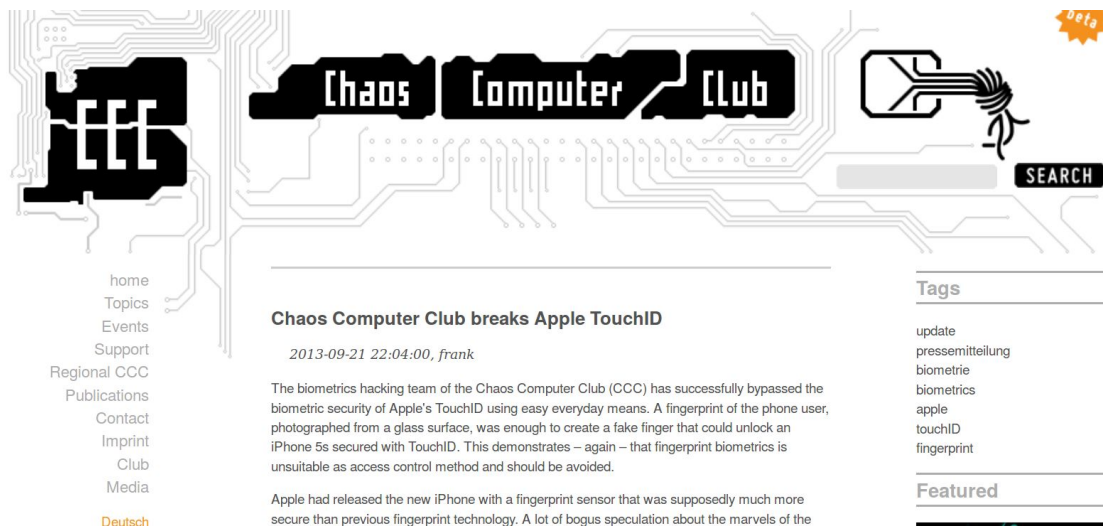 beta
CCC
Chaos Computer Club
SEARCH
home
Topics
Events
Support
Regional CCC
Publications
Contact
Imprint
Club
Media
Deutsch
Chaos Computer Club breaks Apple TouchID
2013-09-21 22:04:00, frank
The biometrics hacking team of the Chaos Computer Club (CCC) has successfully bypassed the
biometric security of Apple's TouchID using easy everyday means. A fingerprint of the phone user,
photographed from a glass surface, was enough to create a fake finger that could unlock an
iPhone 5s secured with TouchID. This demonstrates – again – that fingerprint biometrics is
unsuitable as access control method and should be avoided.
Apple had released the new iPhone with a fingerprint sensor that was supposedly much more
secure than previous fingerprint technology. A lot of bogus speculation about the marvels of the
Tags
update
pressemitteilung
biometrie
biometrics
apple
touchID
fingerprint
Featured